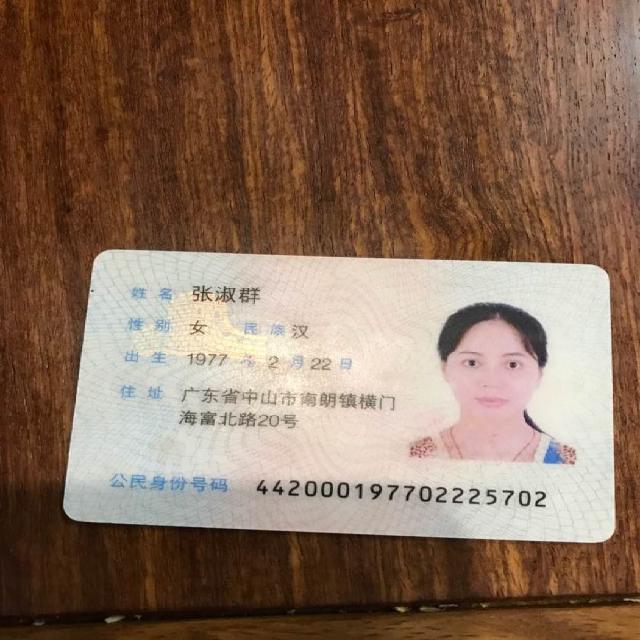 姓名 张淑群
性别 女 民族 汉
出生 1977 年 2 月 22 日
住址 广东省中山市南朗镇横门
海富北路20号
公民身份号码 442000197702225702